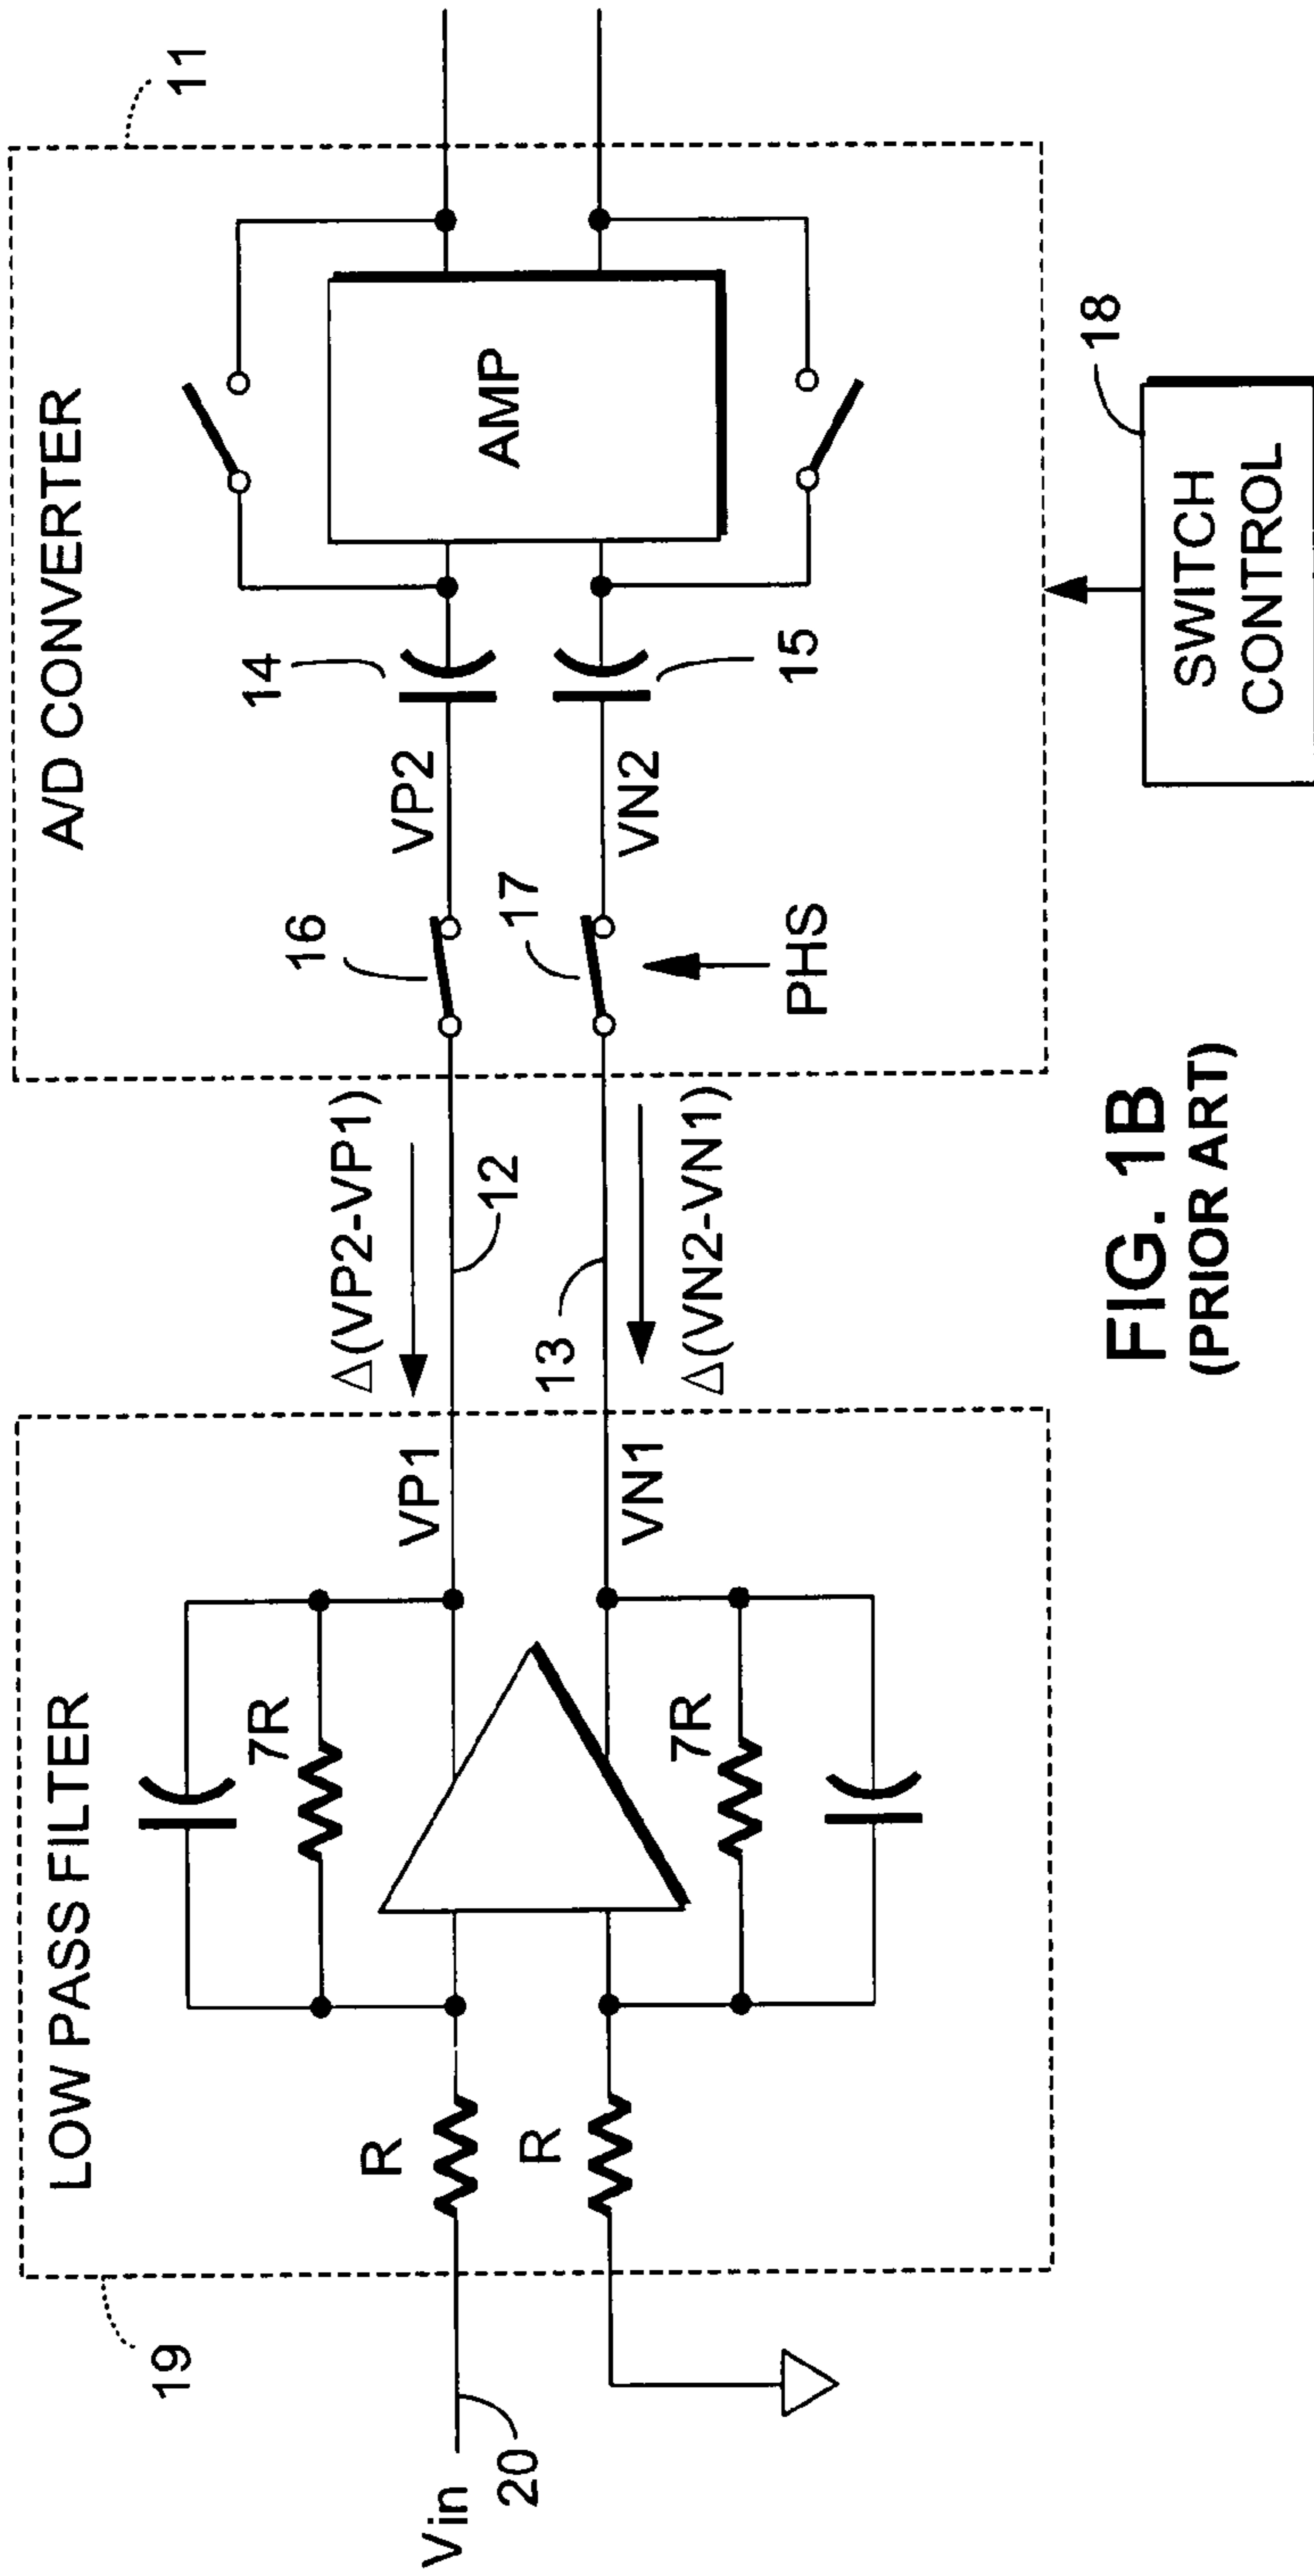 LOW PASS FILTER
19
Vin
20
R
R
7R
7R
VP1
VN1
△(VP2-VP1)
12
13
△(VN2-VN1)
A/D CONVERTER
11
16
17
PHS
VP2
VN2
14
15
AMP
SWITCH
CONTROL
18
FIG. 1B
(PRIOR ART)